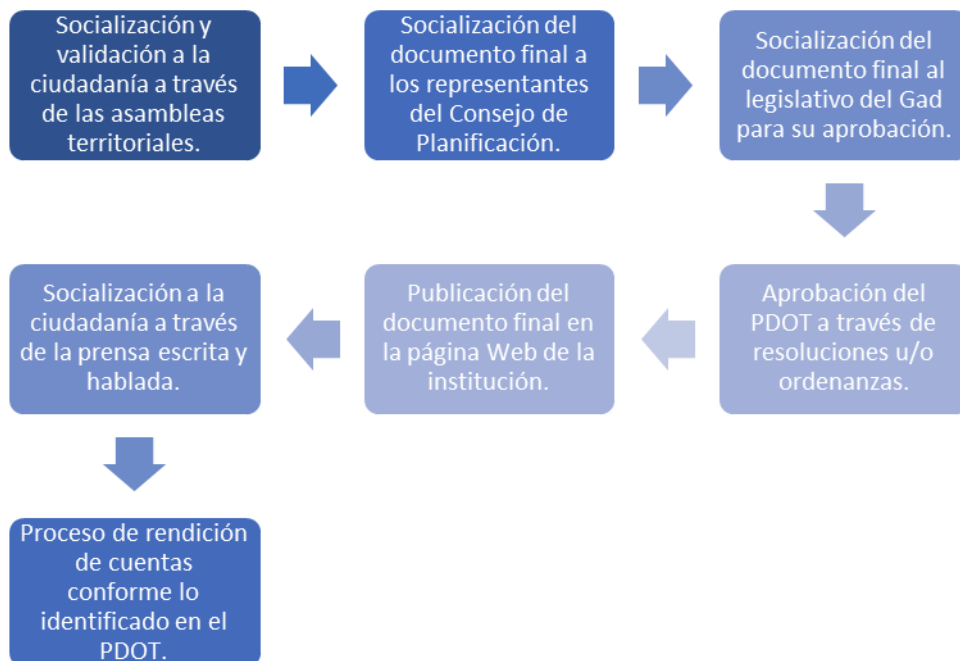 Socialización y
validación a la
ciudadanía a través
de las asambleas
territoriales.
Socialización del
documento final a
los representantes
del Consejo de
Planificación.
Socialización del
documento final al
legislativo del Gad
para su aprobación.
Aprobación del
PDOT a través de
resoluciones u/o
ordenanzas.
Publicación del
documento final en
la página Web de la
institución.
Socialización a la
ciudadanía a través
de la prensa escrita y
hablada.
Proceso de rendición
de cuentas
conforme lo
identificado en el
PDOT.